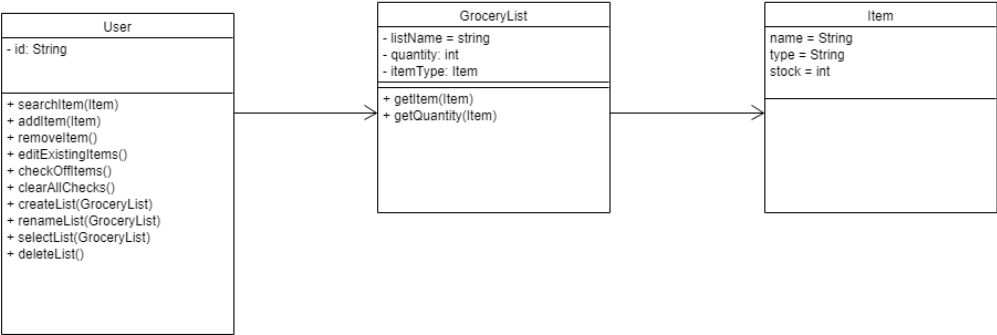 User
- id: String
+ searchItem(Item)
+ addItem(Item)
+ removeItem()
+ editExistingItems()
+ checkOffItems()
+ clearAllChecks()
+ createList(GroceryList)
+ renameList(GroceryList)
+ selectList(GroceryList)
+ deleteList()
GroceryList
- listName = string
- quantity: int
- itemType: Item
+ getItem(Item)
+ getQuantity(Item)
Item
name = String
type = String
stock = int